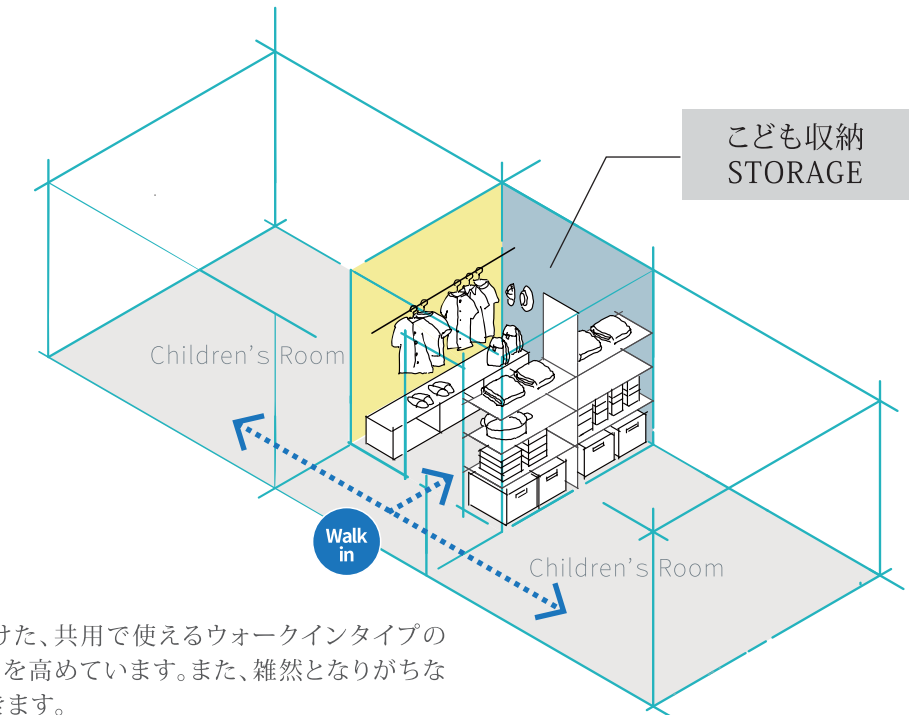 こども収納
STORAGE
Children's Room
Walk
in
Children's Room
けた、共用で使えるウォークインタイプの
を高めています。また、雑然となりがちな
きます。